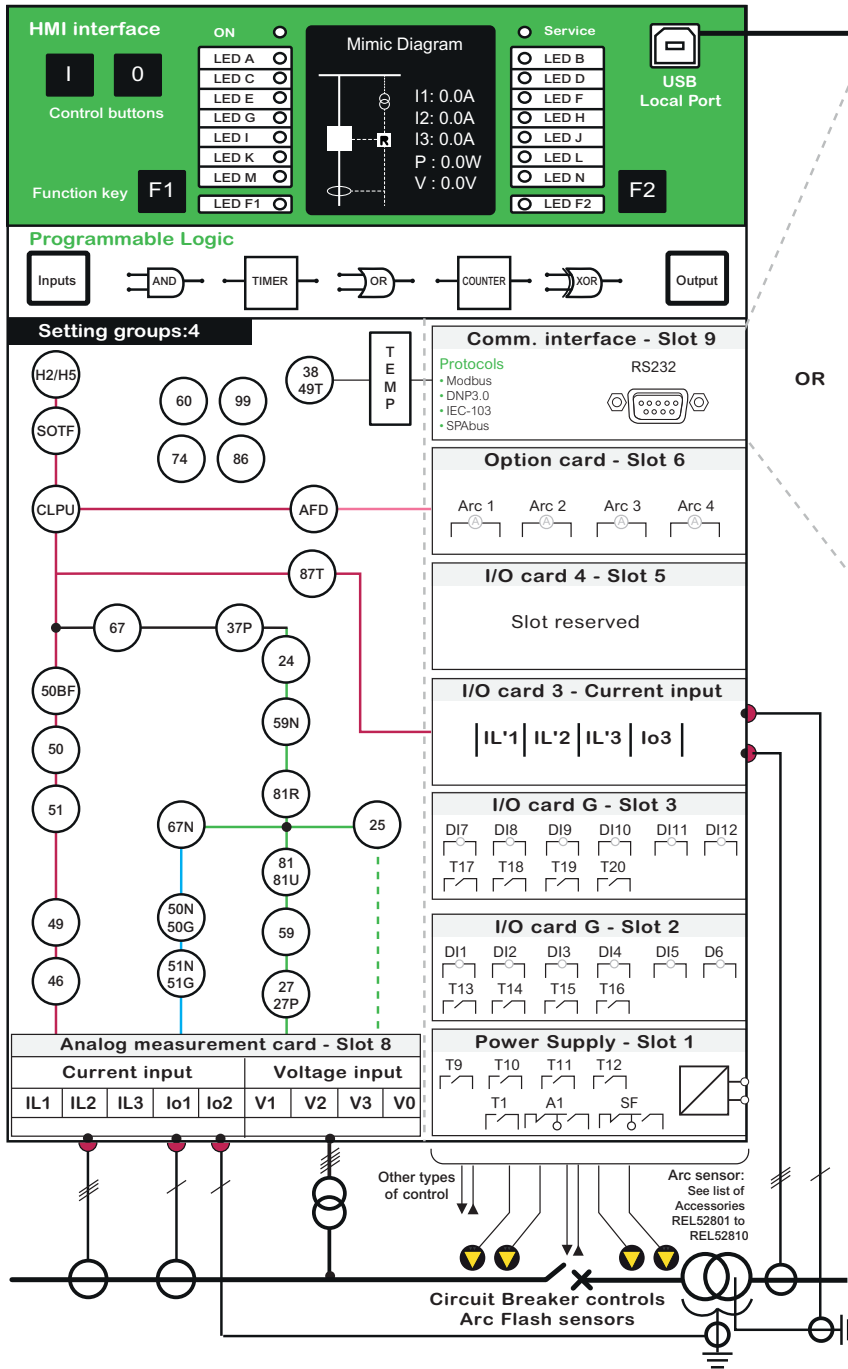 HMI interface
ON
Mimic Diagram
Service
USB
Local Port
I
0
Control buttons
LED A
LED C
LED E
LED G
LED I
LED K
LED M
LED F1
I1: 0.0A
I2: 0.0A
I3: 0.0A
P : 0.0W
V : 0.0V
R
LED B
LED D
LED F
LED H
LED J
LED L
LED N
LED F2
Function key
F1
F2
Programmable Logic
Inputs
AND
TIMER
OR
COUNTER
XOR
Output
Setting groups:4
H2/H5
SOTF
CLPU
60
99
74
86
38
49T
TEMP
AFD
87T
67
37P
24
50BF
59N
50
81R
51
67N
25
81
81U
50N
50G
49
59
51N
51G
46
27
27P
Analog measurement card - Slot 8
Current input
Voltage input
IL1
IL2
IL3
Io1
Io2
V1
V2
V3
V0
Comm. interface - Slot 9
Protocols
• Modbus
• DNP3.0
• IEC-103
• SPAbus
RS232
OR
Option card - Slot 6
Arc 1
Arc 2
Arc 3
Arc 4
A
A
A
A
I/O card 4 - Slot 5
Slot reserved
I/O card 3 - Current input
IL'1
IL'2
IL'3
Io3
I/O card G - Slot 3
DI7
DI8
DI9
DI10
DI11
DI12
T17
T18
T19
T20
I/O card G - Slot 2
DI1
DI2
DI3
DI4
DI5
D6
T13
T14
T15
T16
Power Supply - Slot 1
T9
T10
T11
T12
T1
A1
SF
Other types
of control
Arc sensor:
See list of
Accessories
REL52801 to
REL52810
Circuit Breaker controls
Arc Flash sensors